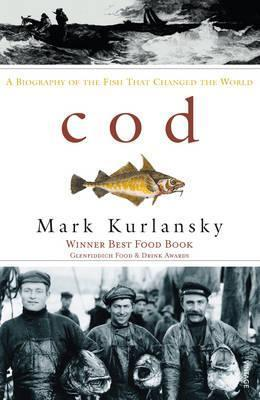 A Biography of the Fish That Changed the World
cod
Mark Kurlansky
Winner Best Food Book
Glenfiddich Food & Drink Awards
VINTAGE